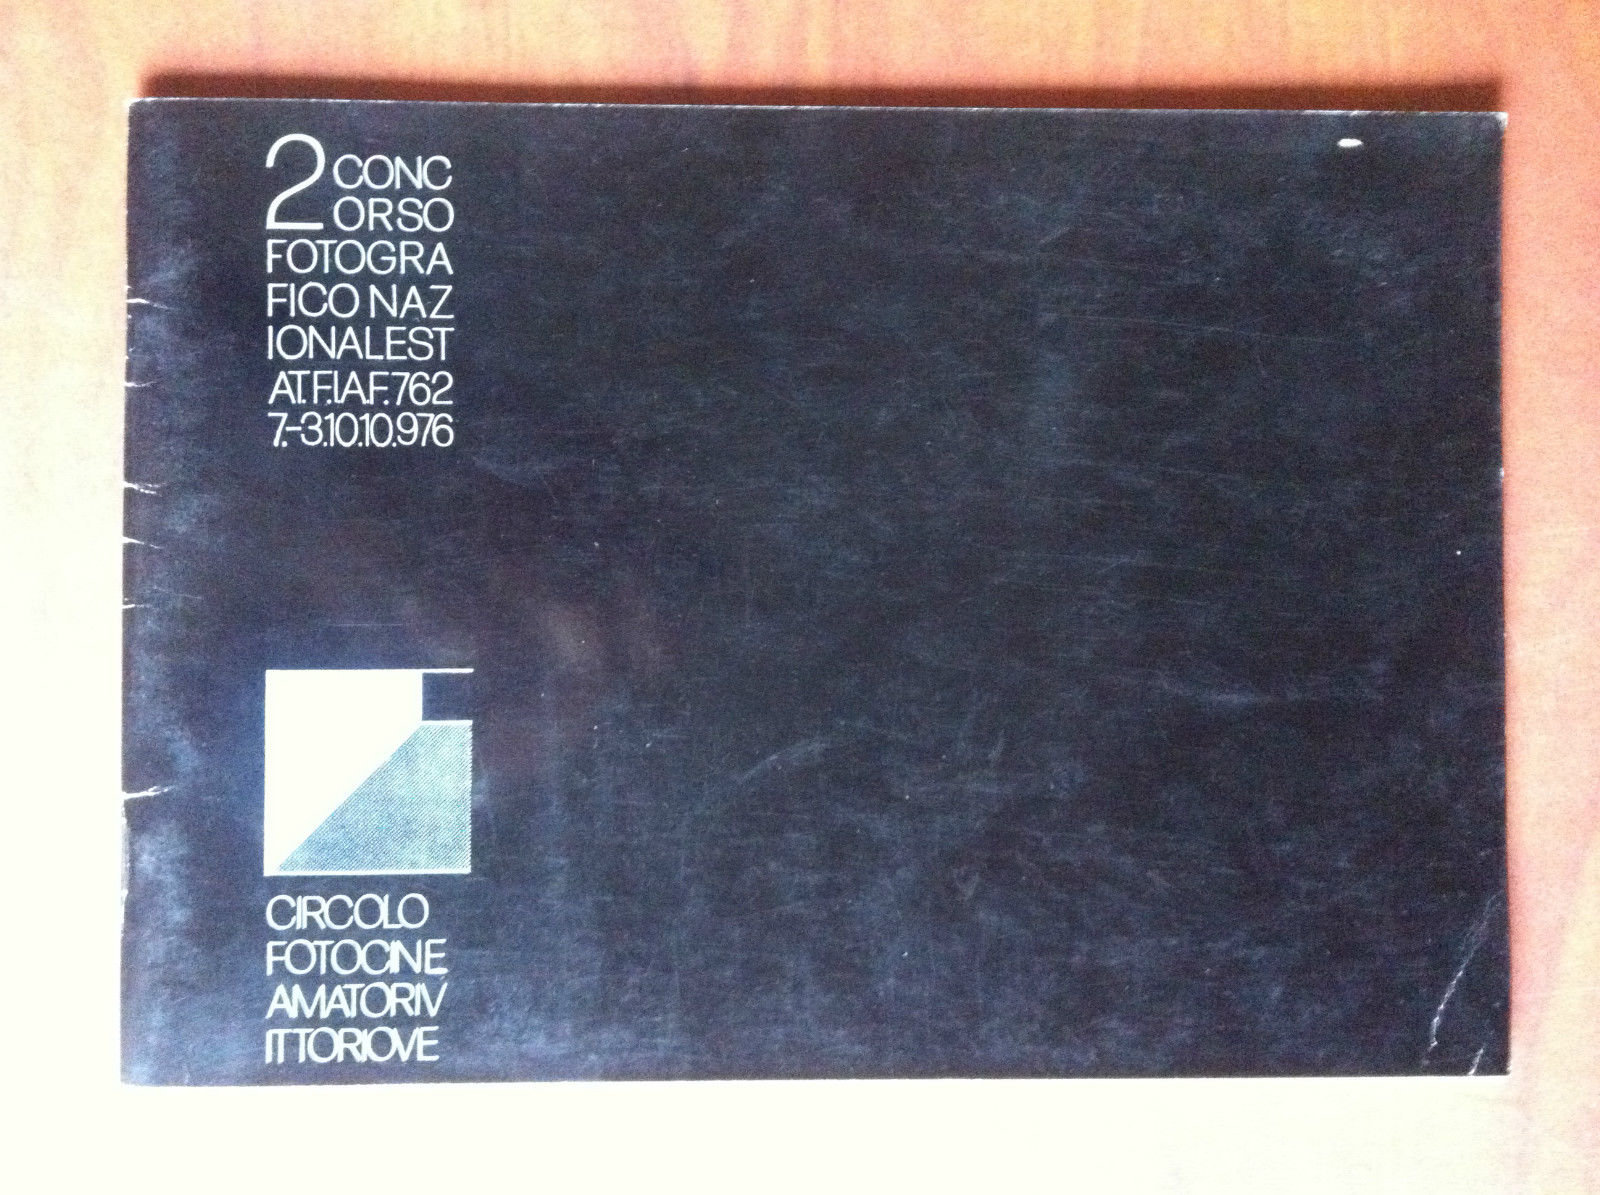 2 CONC
ORSO
FOTOGRA
FICO NAZ
IONALEST
AT.F.I.A.F.762
7.-3.10.10.976
CIRCOLO
FOTOCINE
AMATORIV
ITTORIOVE